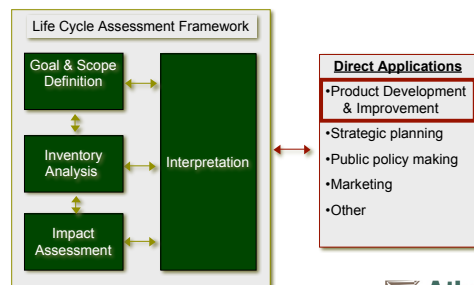 Life Cycle Assessment Framework
Goal & Scope
Definition
Inventory
Analysis
Impact
Assessment
Interpretation
Direct Applications
•Product Development
& Improvement
•Strategic planning
•Public policy making
•Marketing
•Other